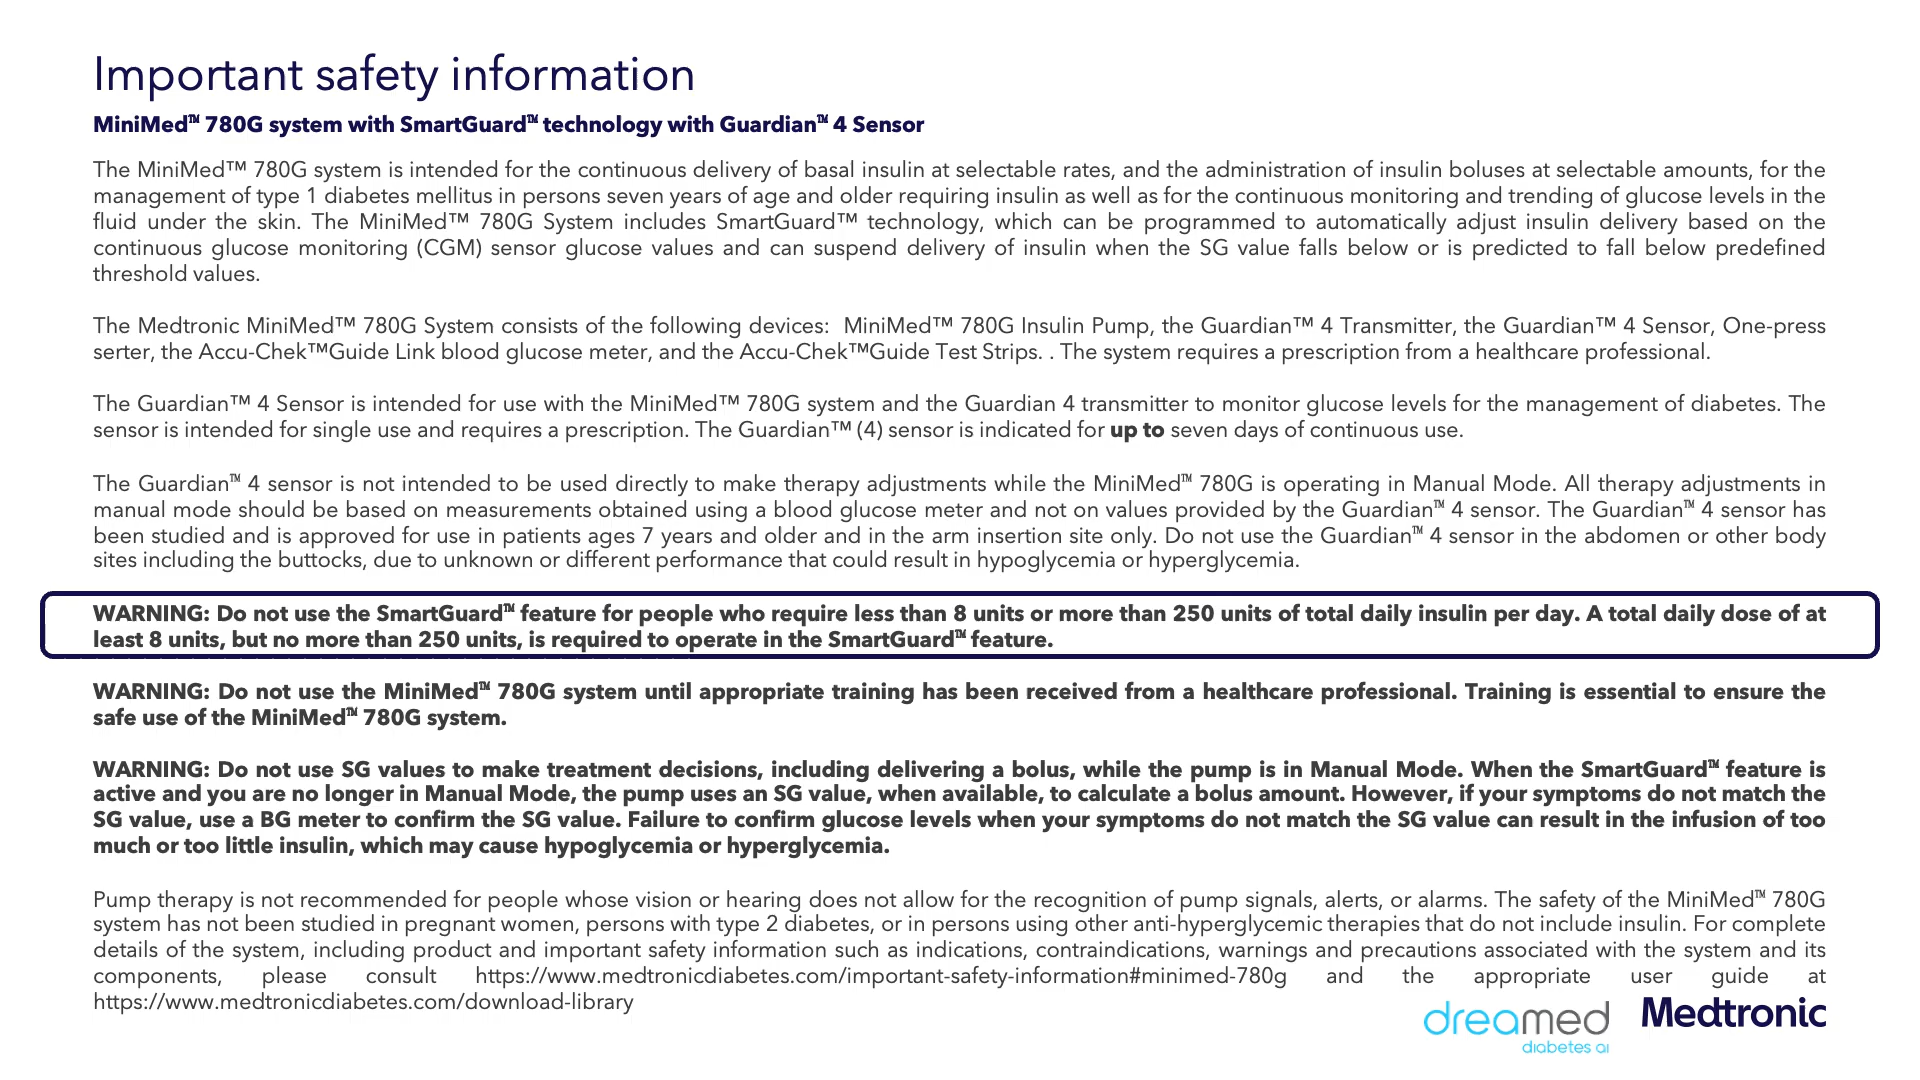 Important safety information
MiniMed™ 780G system with SmartGuard™ technology with Guardian™ 4 Sensor
The MiniMed™ 780G system is intended for the continuous delivery of basal insulin at selectable rates, and the administration of insulin boluses at selectable amounts, for the
management of type 1 diabetes mellitus in persons seven years of age and older requiring insulin as well as for the continuous monitoring and trending of glucose levels in the
fluid under the skin. The MiniMed™ 780G System includes SmartGuard™ technology, which can be programmed to automatically adjust insulin delivery based on the
continuous glucose monitoring (CGM) sensor glucose values and can suspend delivery of insulin when the SG value falls below or is predicted to fall below predefined
threshold values.
The Medtronic MiniMed™ 780G System consists of the following devices:  MiniMed™ 780G Insulin Pump, the Guardian™ 4 Transmitter, the Guardian™ 4 Sensor, One-press
serter, the Accu-Chek™Guide Link blood glucose meter, and the Accu-Chek™Guide Test Strips. . The system requires a prescription from a healthcare professional.
The Guardian™ 4 Sensor is intended for use with the MiniMed™ 780G system and the Guardian 4 transmitter to monitor glucose levels for the management of diabetes. The
sensor is intended for single use and requires a prescription. The Guardian™ (4) sensor is indicated for up to seven days of continuous use.
The Guardian™ 4 sensor is not intended to be used directly to make therapy adjustments while the MiniMed™ 780G is operating in Manual Mode. All therapy adjustments in
manual mode should be based on measurements obtained using a blood glucose meter and not on values provided by the Guardian™ 4 sensor. The Guardian™ 4 sensor has
been studied and is approved for use in patients ages 7 years and older and in the arm insertion site only. Do not use the Guardian™ 4 sensor in the abdomen or other body
sites including the buttocks, due to unknown or different performance that could result in hypoglycemia or hyperglycemia.
WARNING: Do not use the SmartGuard™ feature for people who require less than 8 units or more than 250 units of total daily insulin per day. A total daily dose of at
least 8 units, but no more than 250 units, is required to operate in the SmartGuard™ feature.
WARNING: Do not use the MiniMed™ 780G system until appropriate training has been received from a healthcare professional. Training is essential to ensure the
safe use of the MiniMed™ 780G system.
WARNING: Do not use SG values to make treatment decisions, including delivering a bolus, while the pump is in Manual Mode. When the SmartGuard™ feature is
active and you are no longer in Manual Mode, the pump uses an SG value, when available, to calculate a bolus amount. However, if your symptoms do not match the
SG value, use a BG meter to confirm the SG value. Failure to confirm glucose levels when your symptoms do not match the SG value can result in the infusion of too
much or too little insulin, which may cause hypoglycemia or hyperglycemia.
Pump therapy is not recommended for people whose vision or hearing does not allow for the recognition of pump signals, alerts, or alarms. The safety of the MiniMed™ 780G
system has not been studied in pregnant women, persons with type 2 diabetes, or in persons using other anti-hyperglycemic therapies that do not include insulin. For complete
details of the system, including product and important safety information such as indications, contraindications, warnings and precautions associated with the system and its
components, please consult https://www.medtronicdiabetes.com/important-safety-information#minimed-780g and the appropriate user guide at
https://www.medtronicdiabetes.com/download-library
dreamed
diabetes ai
Medtronic